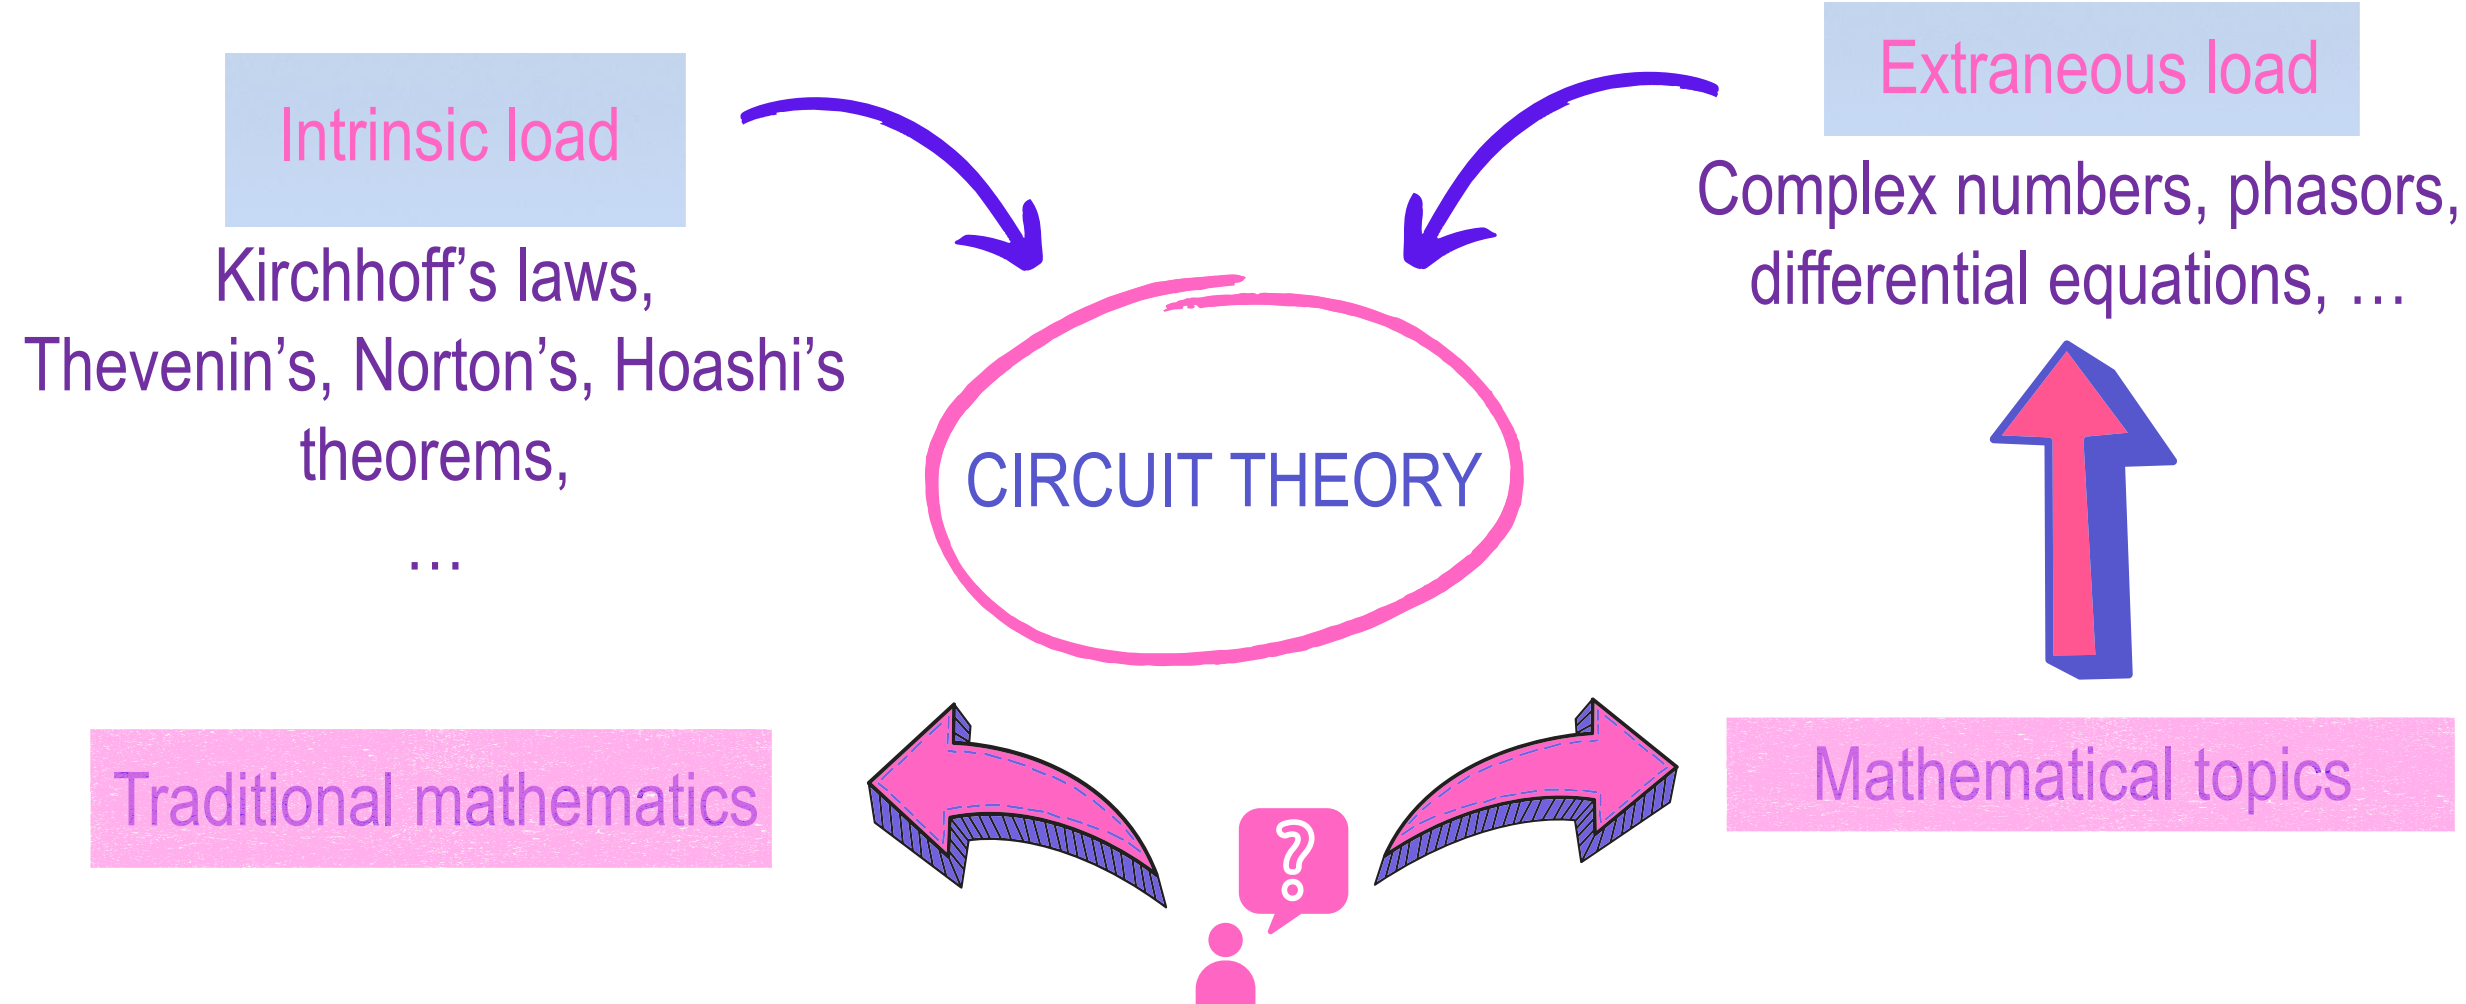 Intrinsic load
Kirchhoff’s laws,
Thevenin’s, Norton’s, Hoashi’s
theorems,
…
Extraneous load
Complex numbers, phasors,
differential equations, …
CIRCUIT THEORY
Traditional mathematics
Mathematical topics
?